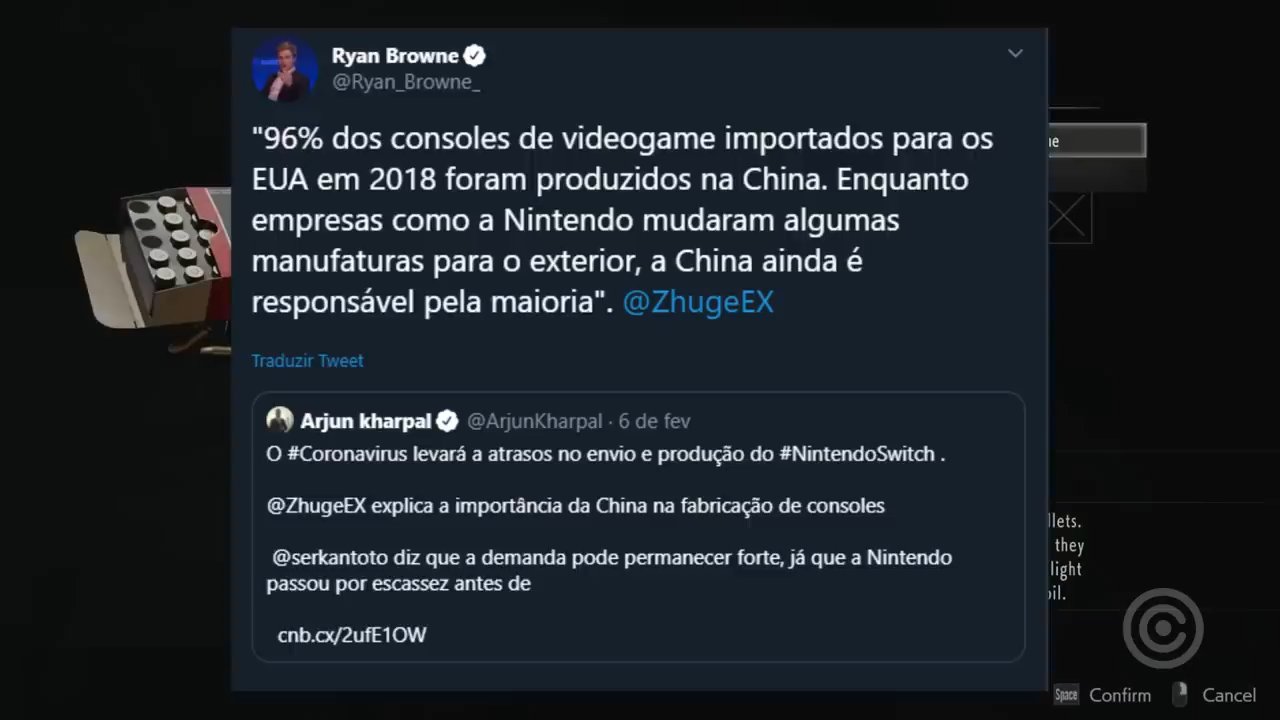 Ryan Browne
@Ryan_Browne_
"96% dos consoles de videogame importados para os
EUA em 2018 foram produzidos na China. Enquanto
empresas como a Nintendo mudaram algumas
manufaturas para o exterior, a China ainda é
responsável pela maioria". @ZhugeEX
Traduzir Tweet
Arjun kharpal @ArjunKharpal · 6 de fev
O #Coronavirus levará a atrasos no envio e produção do #NintendoSwitch .
@ZhugeEX explica a importância da China na fabricação de consoles
@serkantoto diz que a demanda pode permanecer forte, já que a Nintendo
passou por escassez antes de
cnb.cx/2ufE1OW
they
light
Space Confirm Cancel